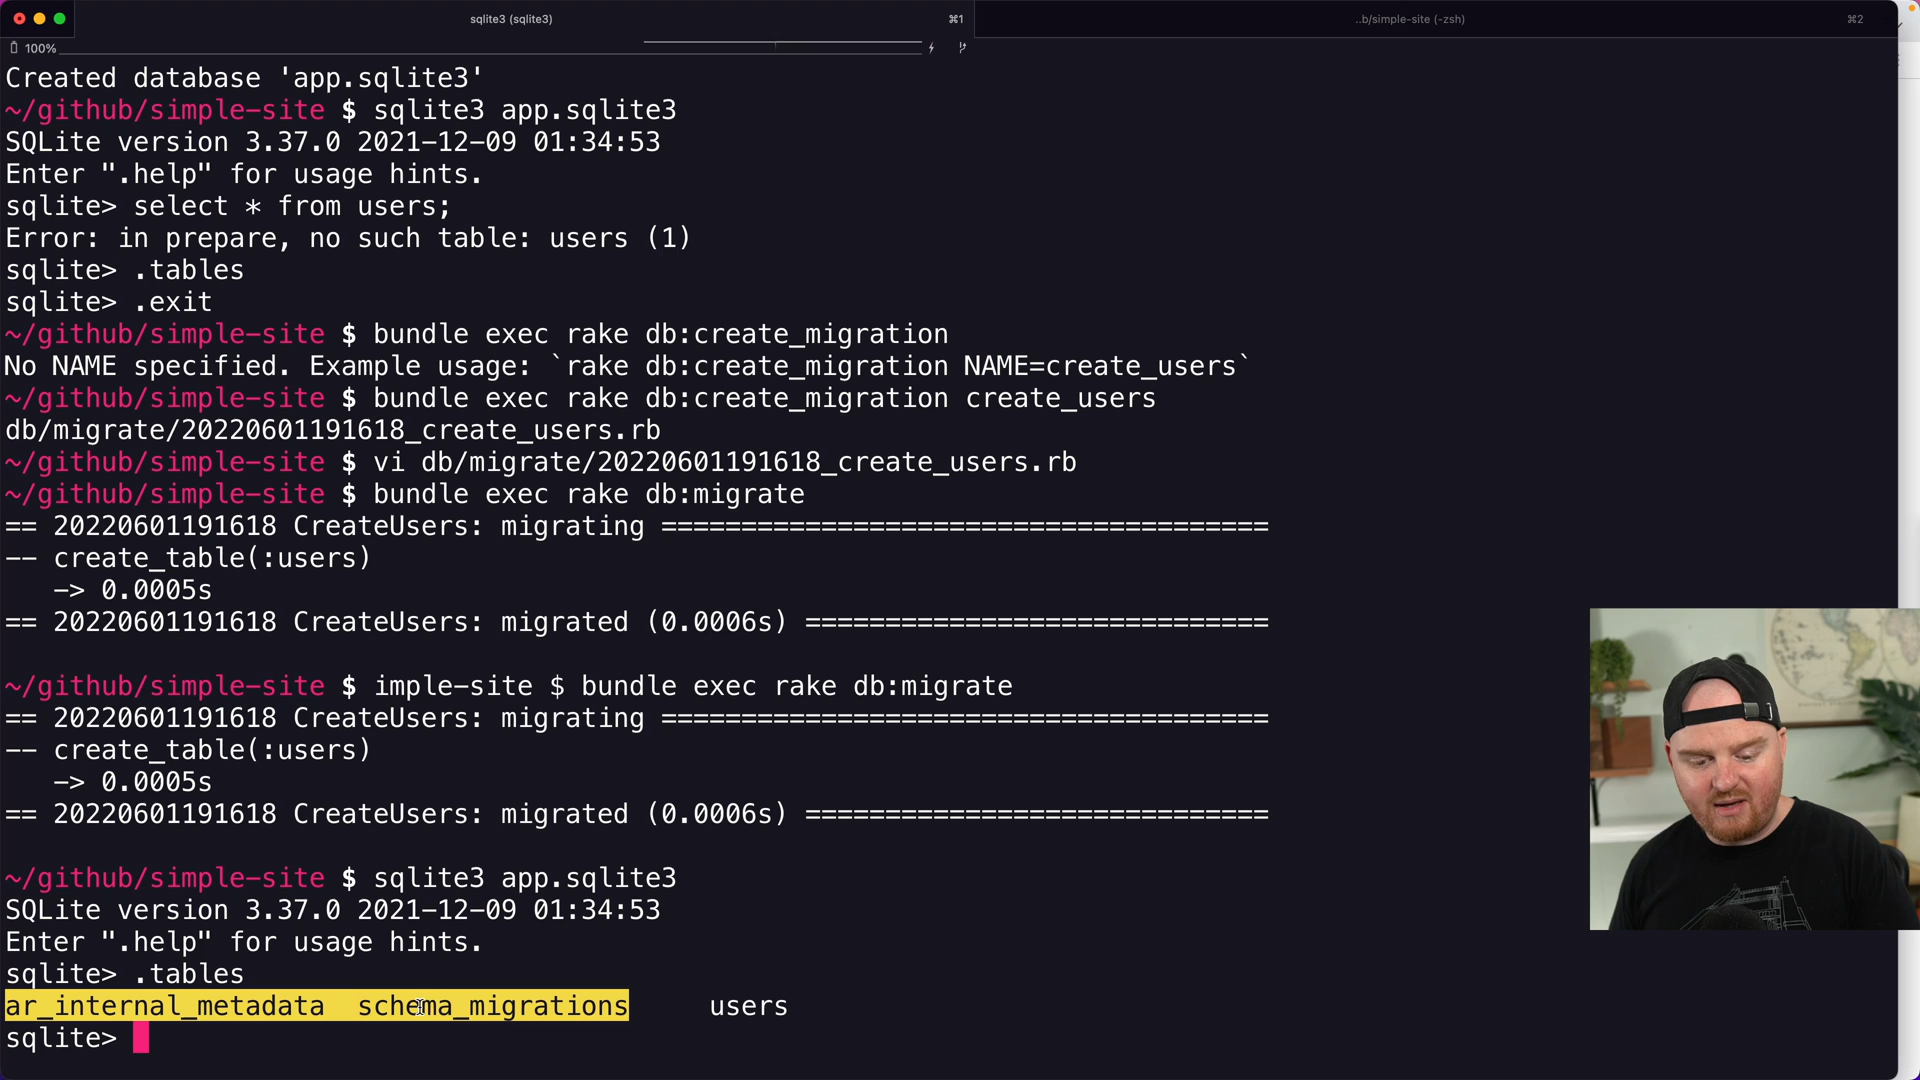 sqlite3 (sqlite3) ⌘1 ..b/simple-site (-zsh) ⌘2
100%
Created database 'app.sqlite3'
~/github/simple-site $ sqlite3 app.sqlite3
SQLite version 3.37.0 2021-12-09 01:34:53
Enter ".help" for usage hints.
sqlite> select * from users;
Error: in prepare, no such table: users (1)
sqlite> .tables
sqlite> .exit
~/github/simple-site $ bundle exec rake db:create_migration
No NAME specified. Example usage: `rake db:create_migration NAME=create_users`
~/github/simple-site $ bundle exec rake db:create_migration create_users
db/migrate/20220601191618_create_users.rb
~/github/simple-site $ vi db/migrate/20220601191618_create_users.rb
~/github/simple-site $ bundle exec rake db:migrate
== 20220601191618 CreateUsers: migrating ======================================
-- create_table(:users)
   -> 0.0005s
== 20220601191618 CreateUsers: migrated (0.0006s) =============================
~/github/simple-site $ imple-site $ bundle exec rake db:migrate
== 20220601191618 CreateUsers: migrating ======================================
-- create_table(:users)
   -> 0.0005s
== 20220601191618 CreateUsers: migrated (0.0006s) =============================
~/github/simple-site $ sqlite3 app.sqlite3
SQLite version 3.37.0 2021-12-09 01:34:53
Enter ".help" for usage hints.
sqlite> .tables
ar_internal_metadata  schema_migrations     users
sqlite>